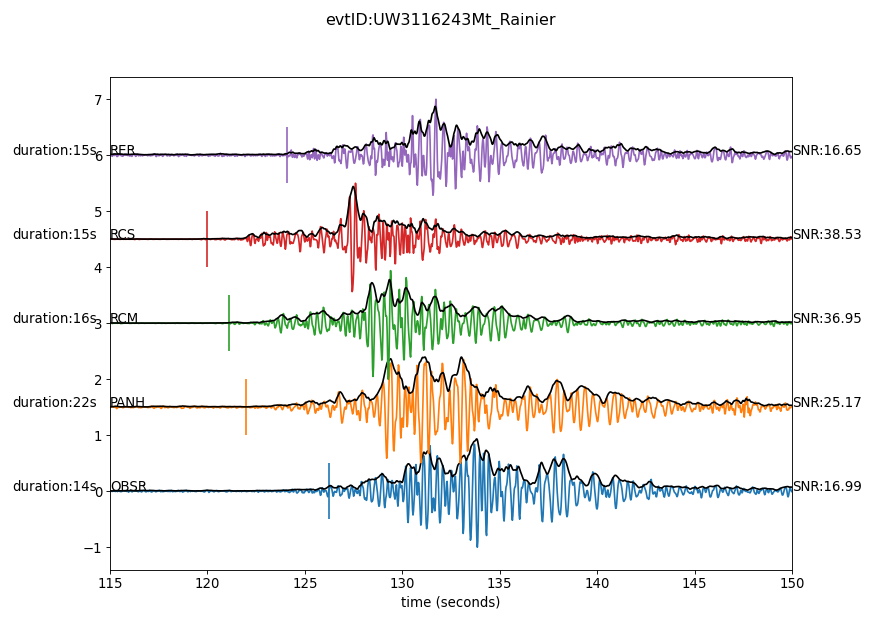 evtID:UW3116243Mt_Rainier
7
duration:15s RER SNR:16.65
6
5
duration:15s RCS SNR:38.53
4
duration:16s RCM SNR:36.95
3
2
duration:22s PANH SNR:25.17
1
duration:14s OBSR SNR:16.99
0
−1
115 120 125 130 135 140 145 150
time (seconds)